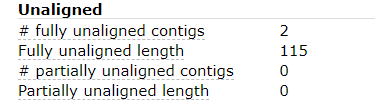 Unaligned
# fully unaligned contigs 2
Fully unaligned length 115
# partially unaligned contigs 0
Partially unaligned length 0